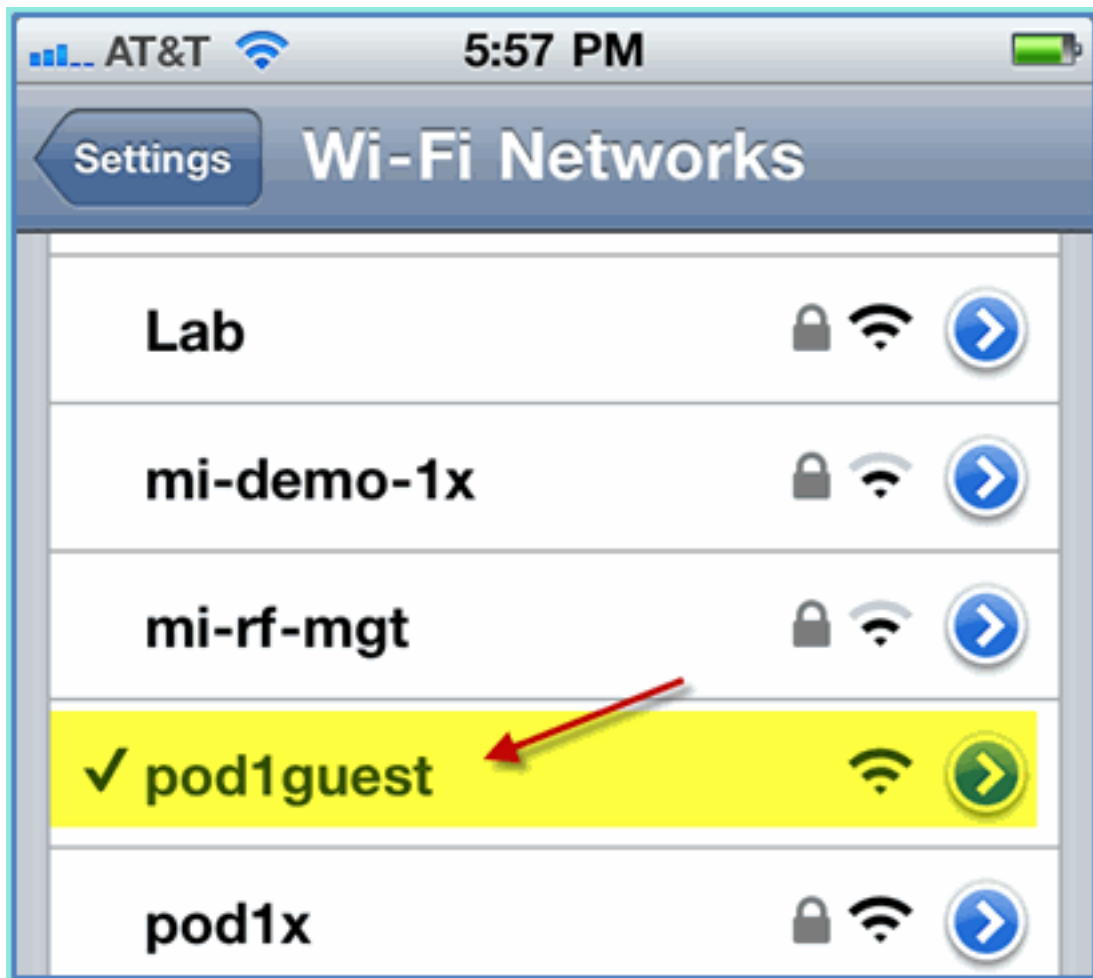 AT&T 5:57 PM
Settings Wi-Fi Networks
Lab
mi-demo-1x
mi-rf-mgt
✓ pod1guest
pod1x